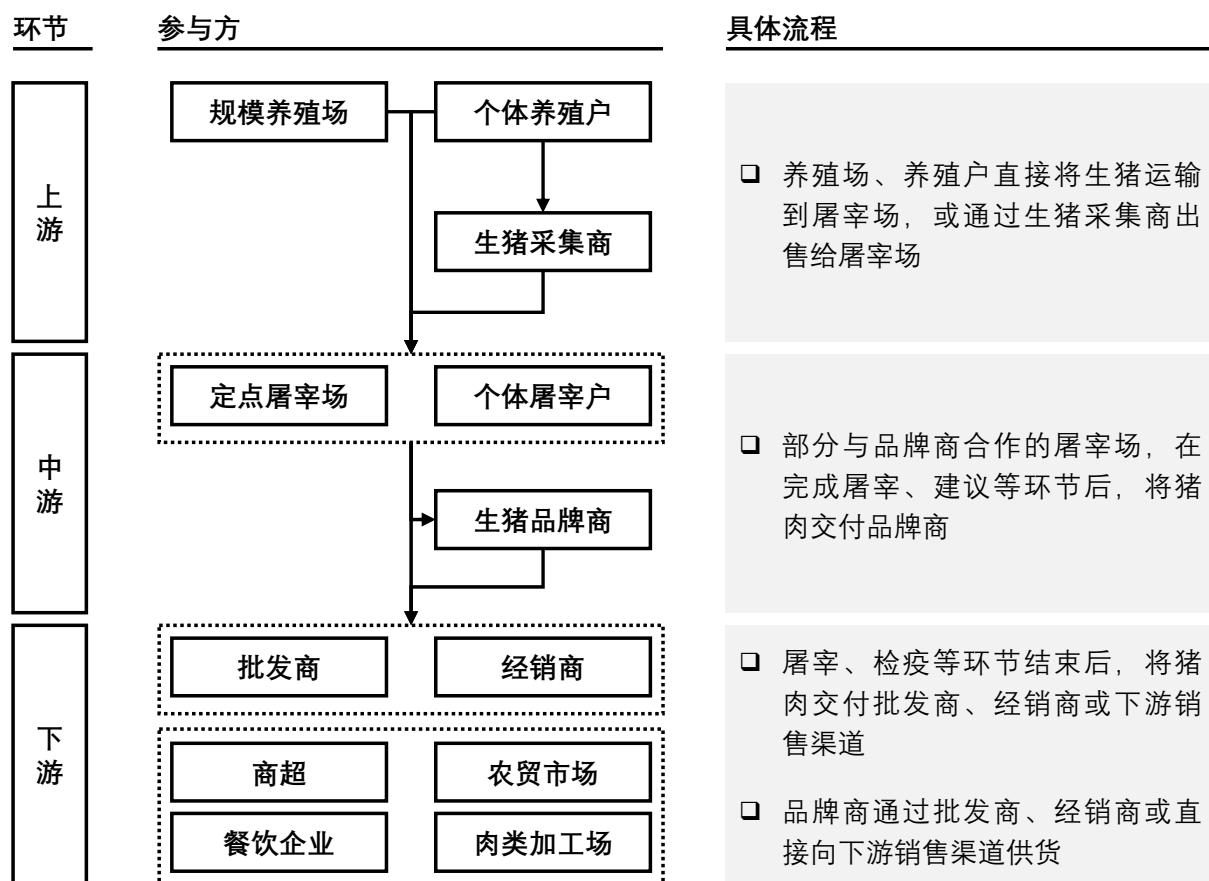 环节
参与方
具体流程
上
游
规模养殖场
个体养殖户
生猪采集商
❑ 养殖场、养殖户直接将生猪运输
到屠宰场，或通过生猪采集商出
售给屠宰场
中
游
定点屠宰场
个体屠宰户
生猪品牌商
❑ 部分与品牌商合作的屠宰场，在
完成屠宰、建议等环节后，将猪
肉交付品牌商
下
游
批发商
经销商
商超
农贸市场
餐饮企业
肉类加工场
❑ 屠宰、检疫等环节结束后，将猪
肉交付批发商、经销商或下游销
售渠道
❑ 品牌商通过批发商、经销商或直
接向下游销售渠道供货